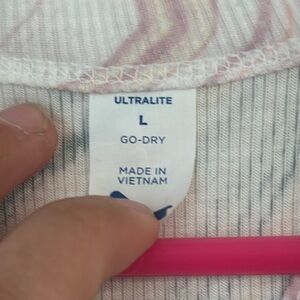 ULTRALITE
L
GO-DRY
MADE IN
VIETNAM